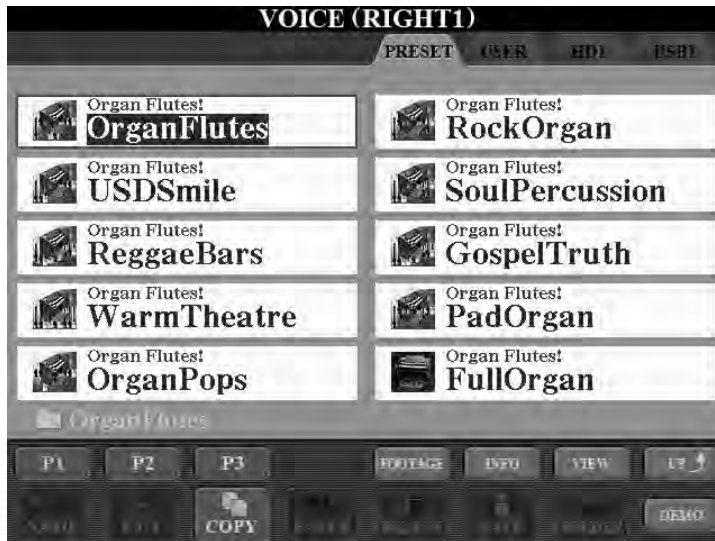 VOICE (RIGHT1)
PRESET USER HD1 USB1
Organ Flutes!
OrganFlutes
Organ Flutes!
RockOrgan
Organ Flutes!
USDSmile
Organ Flutes!
SoulPercussion
Organ Flutes!
ReggaeBars
Organ Flutes!
GospelTruth
Organ Flutes!
WarmTheatre
Organ Flutes!
PadOrgan
Organ Flutes!
OrganPops
Organ Flutes!
FullOrgan
OrganFlutes
P1 P2 P3 FOOTAGE INFO VIEW UP
COPY DEMO